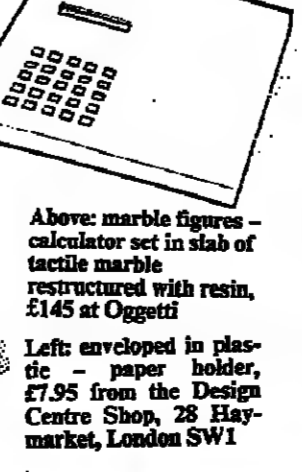 Above: marble figures –
calculator set in slab of
tactile marble
restructured with resin,
£145 at Oggetti
Left: enveloped in plas-
tic – paper holder,
£7.95 from the Design
Centre Shop, 28 Hay-
market, London SW1